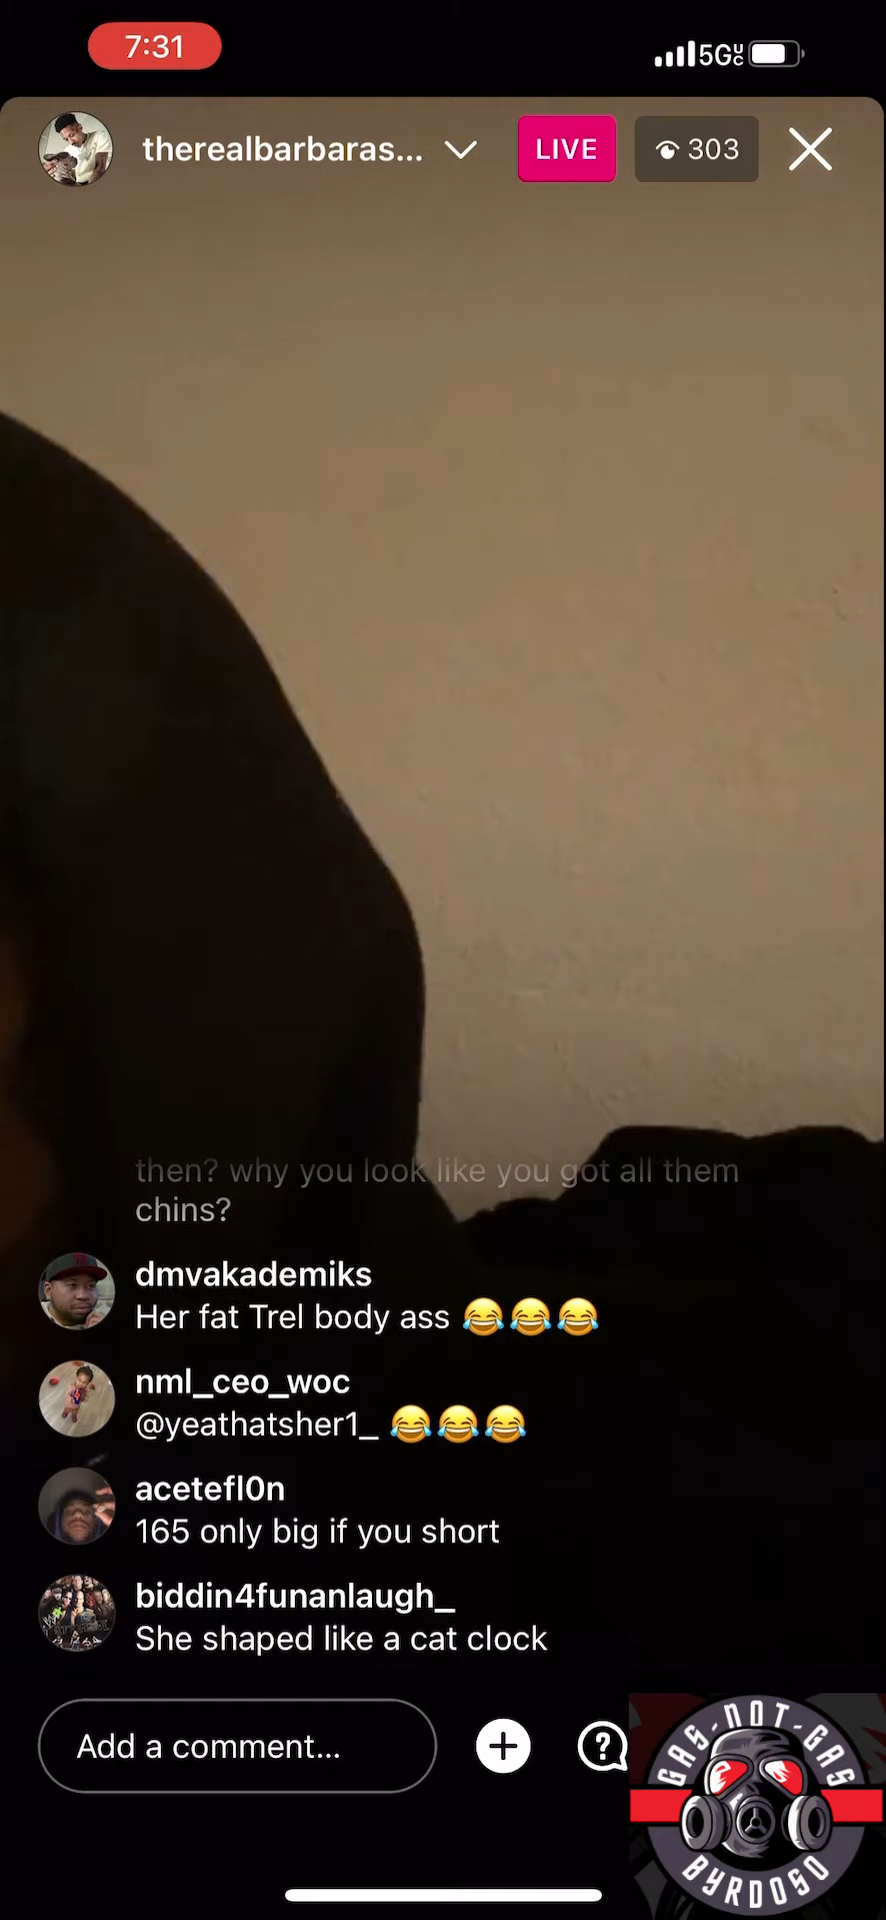 7:31
5G
therealbarbaras...
LIVE
303
then? why you look like you got all them
chins?
dmvakademiks
Her fat Trel body ass 😂😂😂
nml_ceo_woc
@yeathatsher1_ 😂😂😂
acetefl0n
165 only big if you short
biddin4funanlaugh_
She shaped like a cat clock
Add a comment...
GAS-NOT-GAS
BYRDOSO